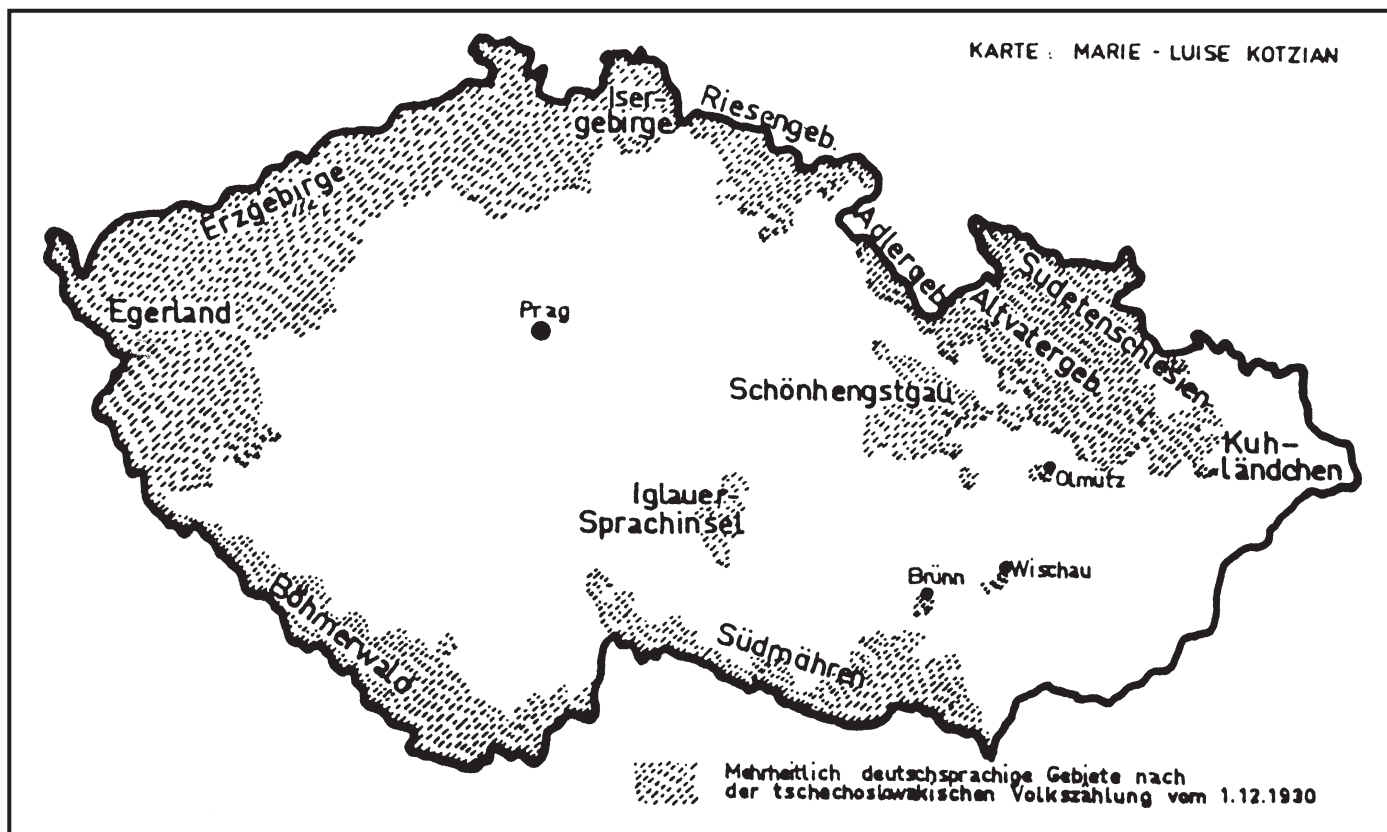 KARTE : MARIE - LUISE KOTZIAN
Iser-
gebirge
Riesengeb.
Erzgebirge
Adlergeb.
Sudetenschlesien
Altvatergeb.
Egerland
Prag
Schönhengstgau
Kuh-
ländchen
Olmütz
Iglauer-
Sprachinsel
Wischau
Brünn
Böhmerwald
Südmähren
Mehrheitlich deutschsprachige Gebiete nach
der tschechoslowakischen Volkszählung vom 1.12.1930